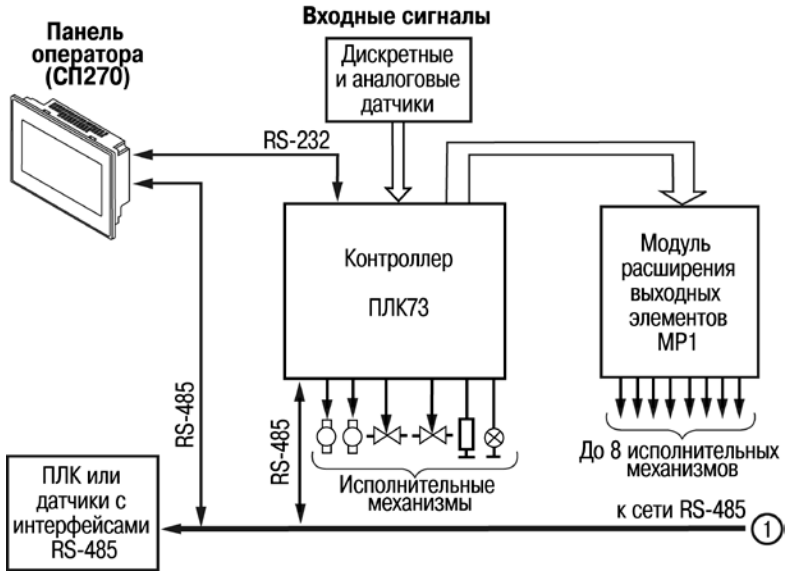 Входные сигналы
Панель
оператора
(СП270)
Дискретные
и аналоговые
датчики
RS-232
Контроллер
ПЛК73
Модуль
расширения
выходных
элементов
МР1
RS-485
RS-485
Исполнительные
механизмы
До 8 исполнительных
механизмов
ПЛК или
датчики с
интерфейсами
RS-485
к сети RS-485
1